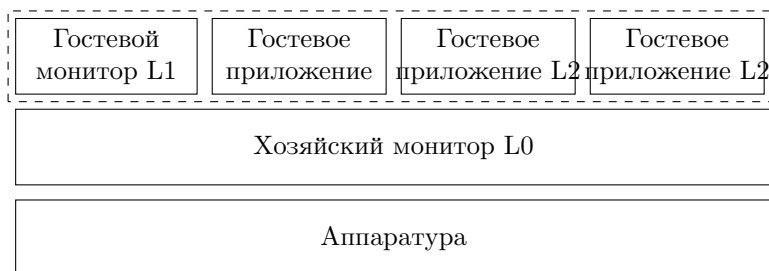 Гостевой
монитор L1
Гостевое
приложение
Гостевое
приложение L2
Гостевое
приложение L2
Хозяйский монитор L0
Аппаратура